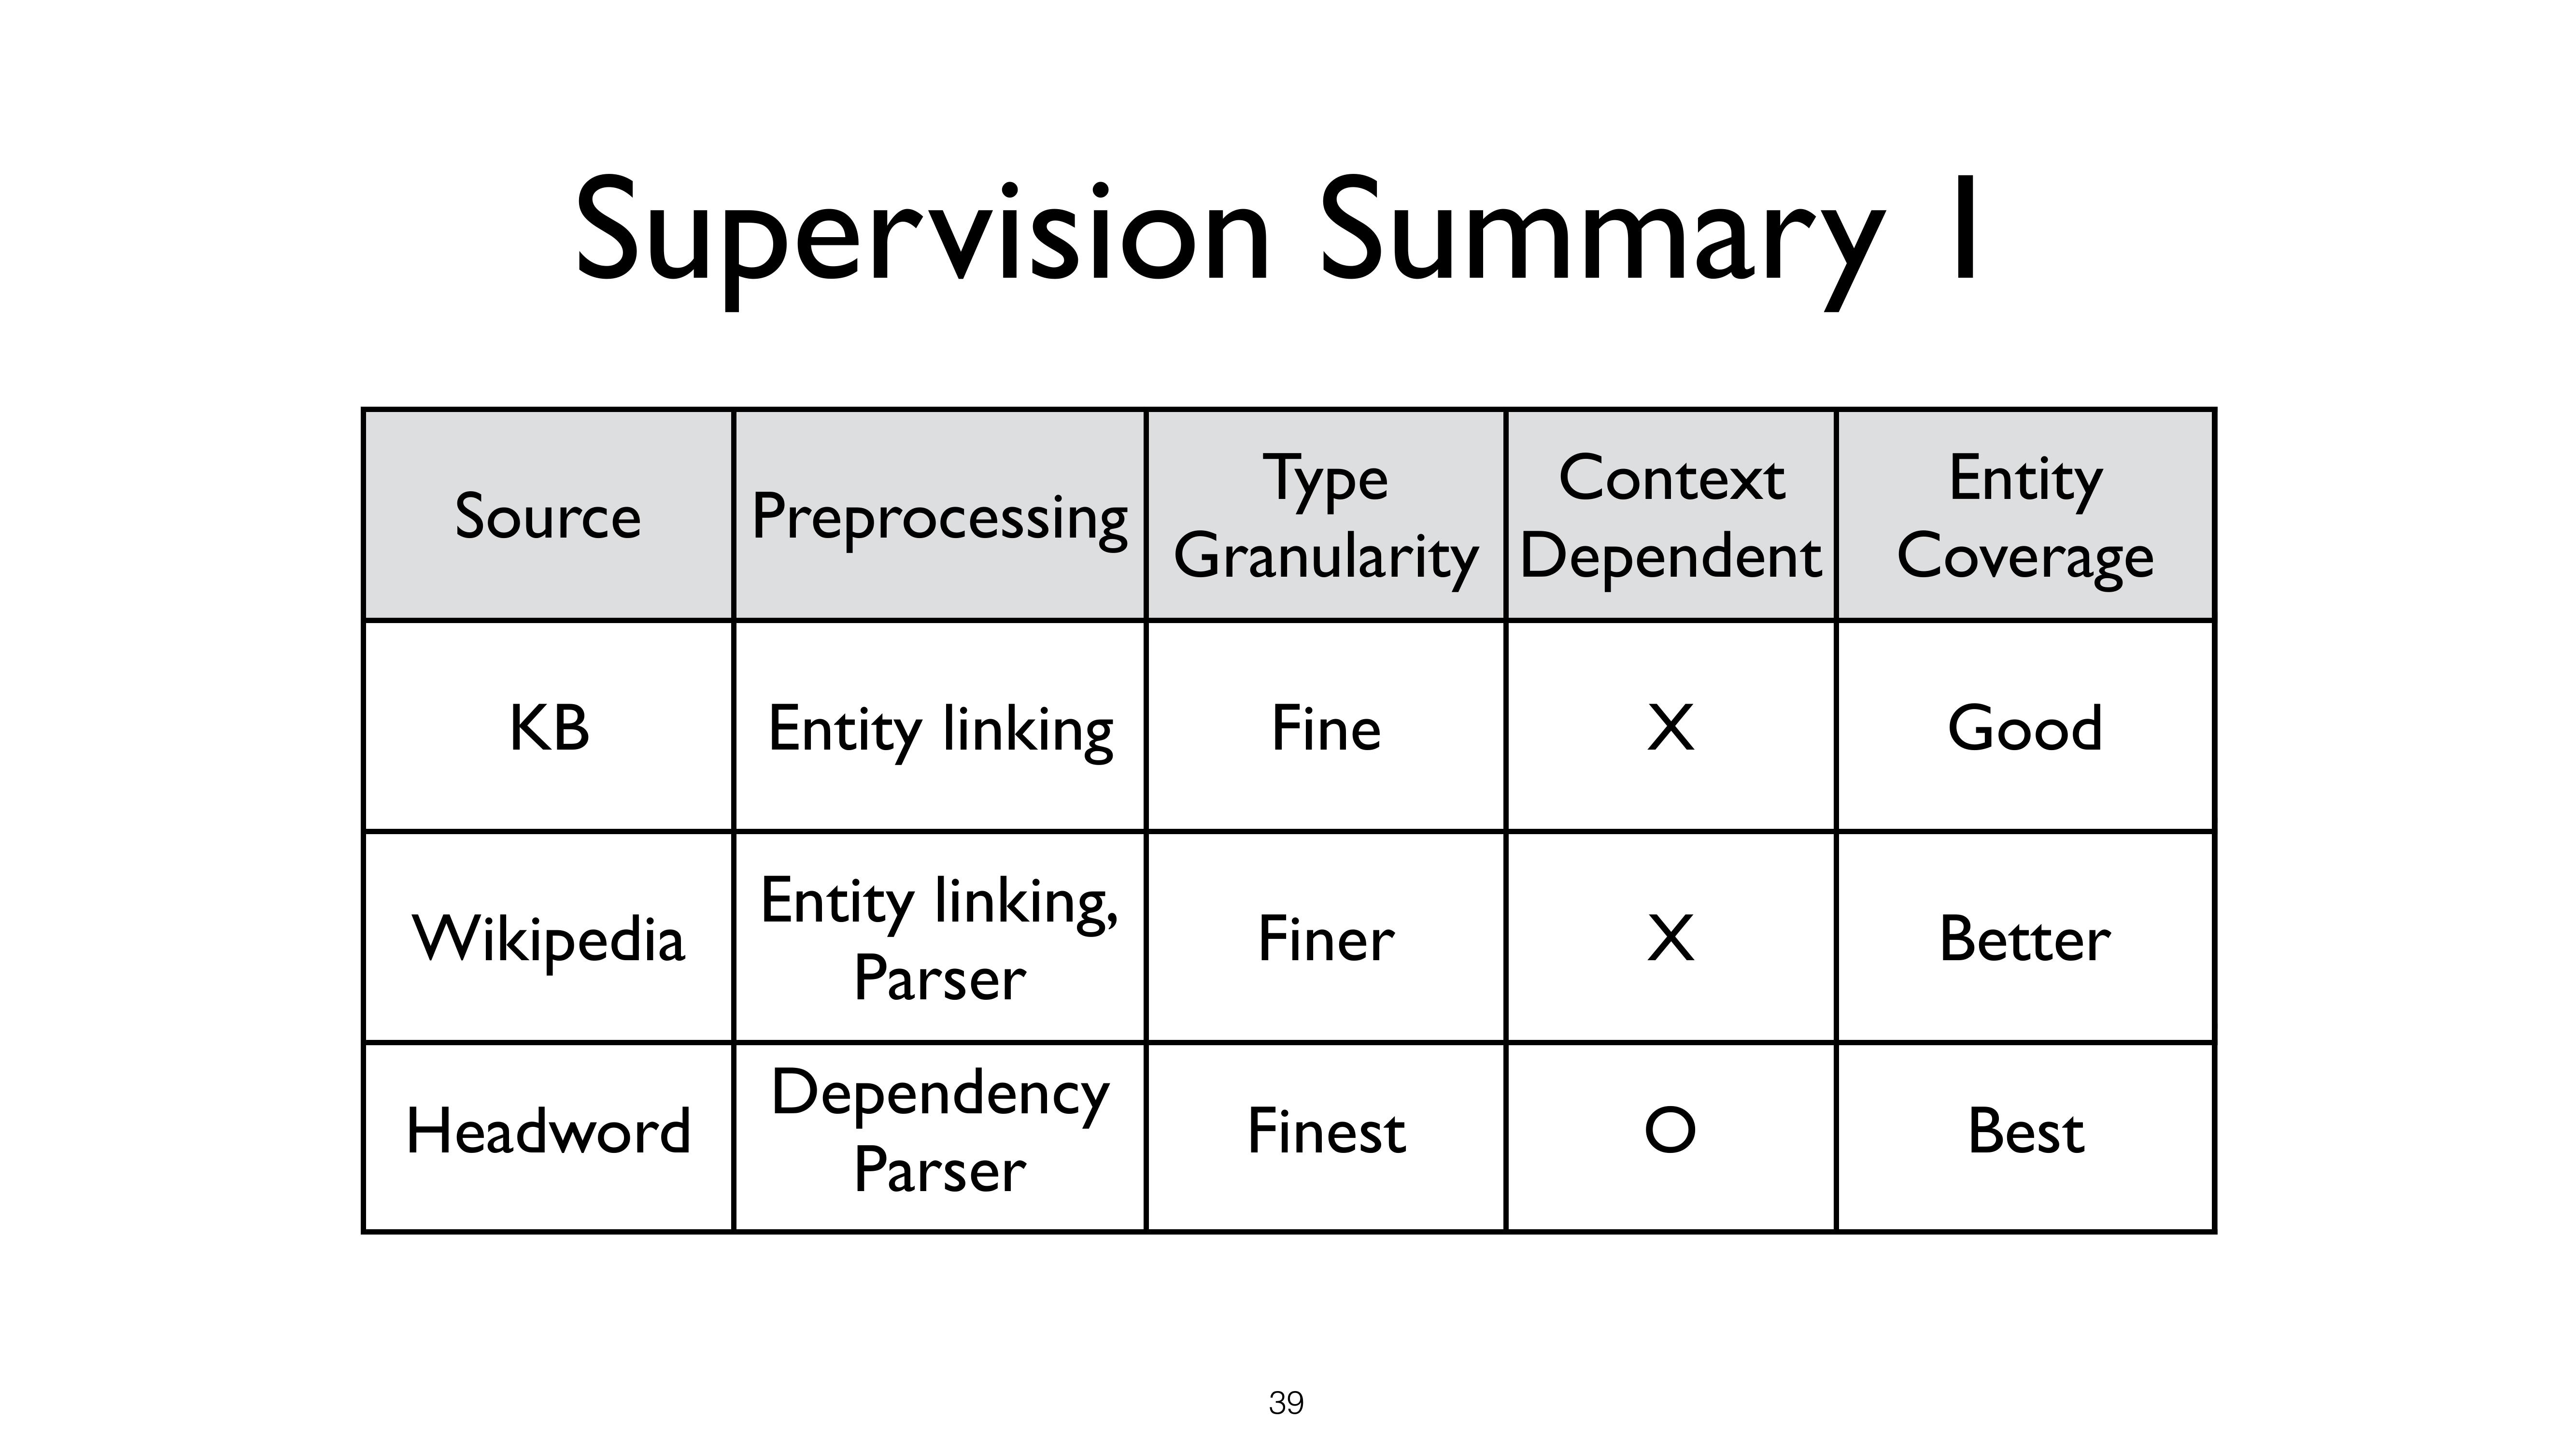 Supervision Summary 1
Source Preprocessing Type Granularity Context Dependent Entity Coverage
KB Entity linking Fine X Good
Wikipedia Entity linking, Parser Finer X Better
Headword Dependency Parser Finest O Best
39